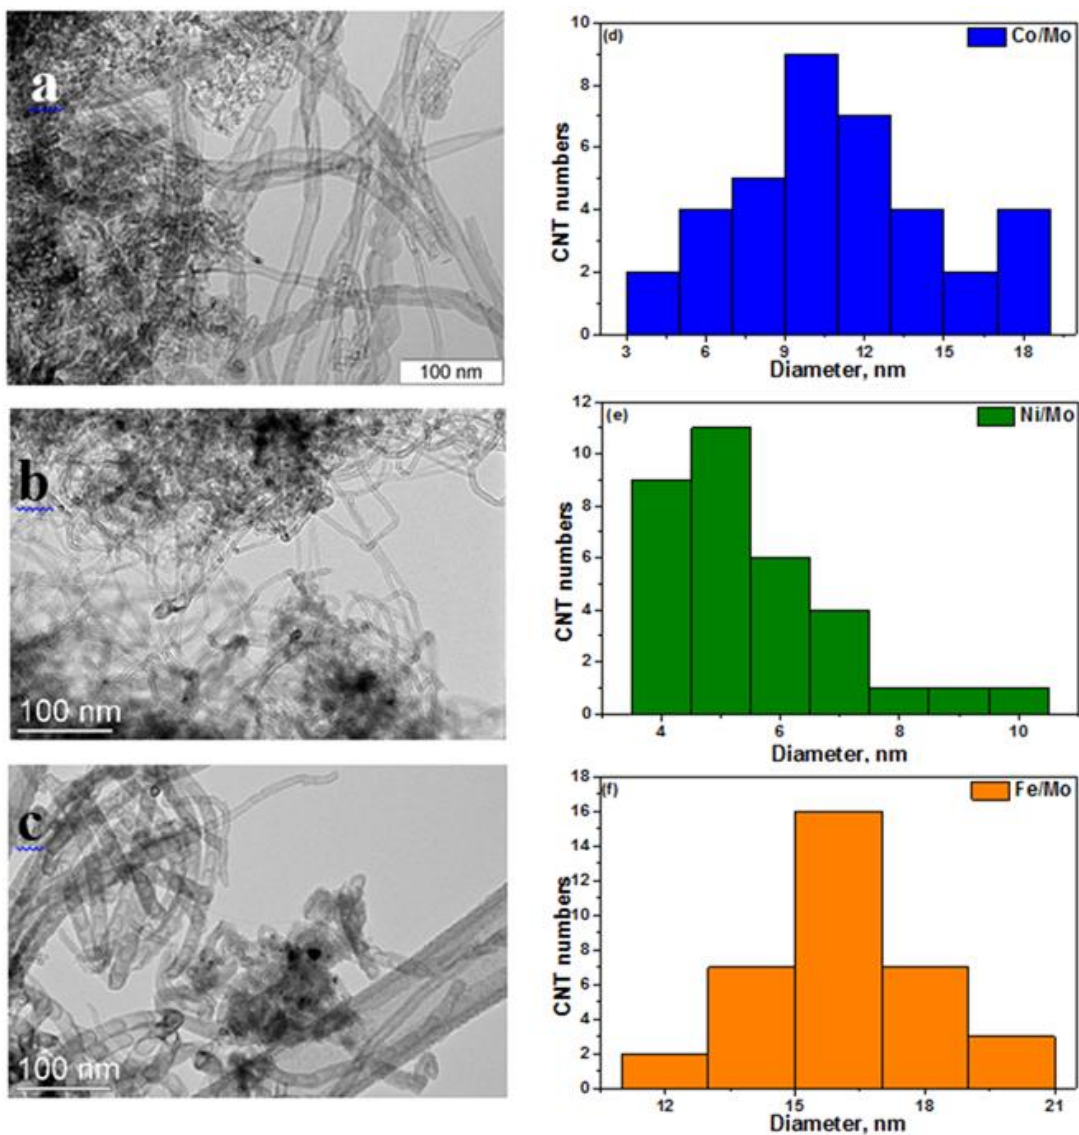 a
100 nm
(d)
Co/Mo
CNT numbers
10
8
6
4
2
0
3 6 9 12 15 18
Diameter, nm
b
100 nm
(e)
Ni/Mo
CNT numbers
12
10
8
6
4
2
0
4 6 8 10
Diameter, nm
c
100 nm
(f)
Fe/Mo
CNT numbers
18
16
14
12
10
8
6
4
2
0
12 15 18 21
Diameter, nm